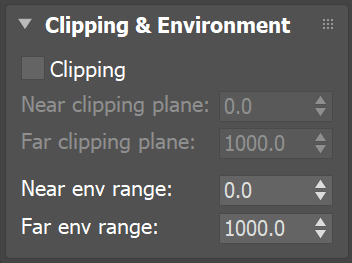 Clipping & Environment
Clipping
Near clipping plane: 0.0
Far clipping plane: 1000.0
Near env range: 0.0
Far env range: 1000.0